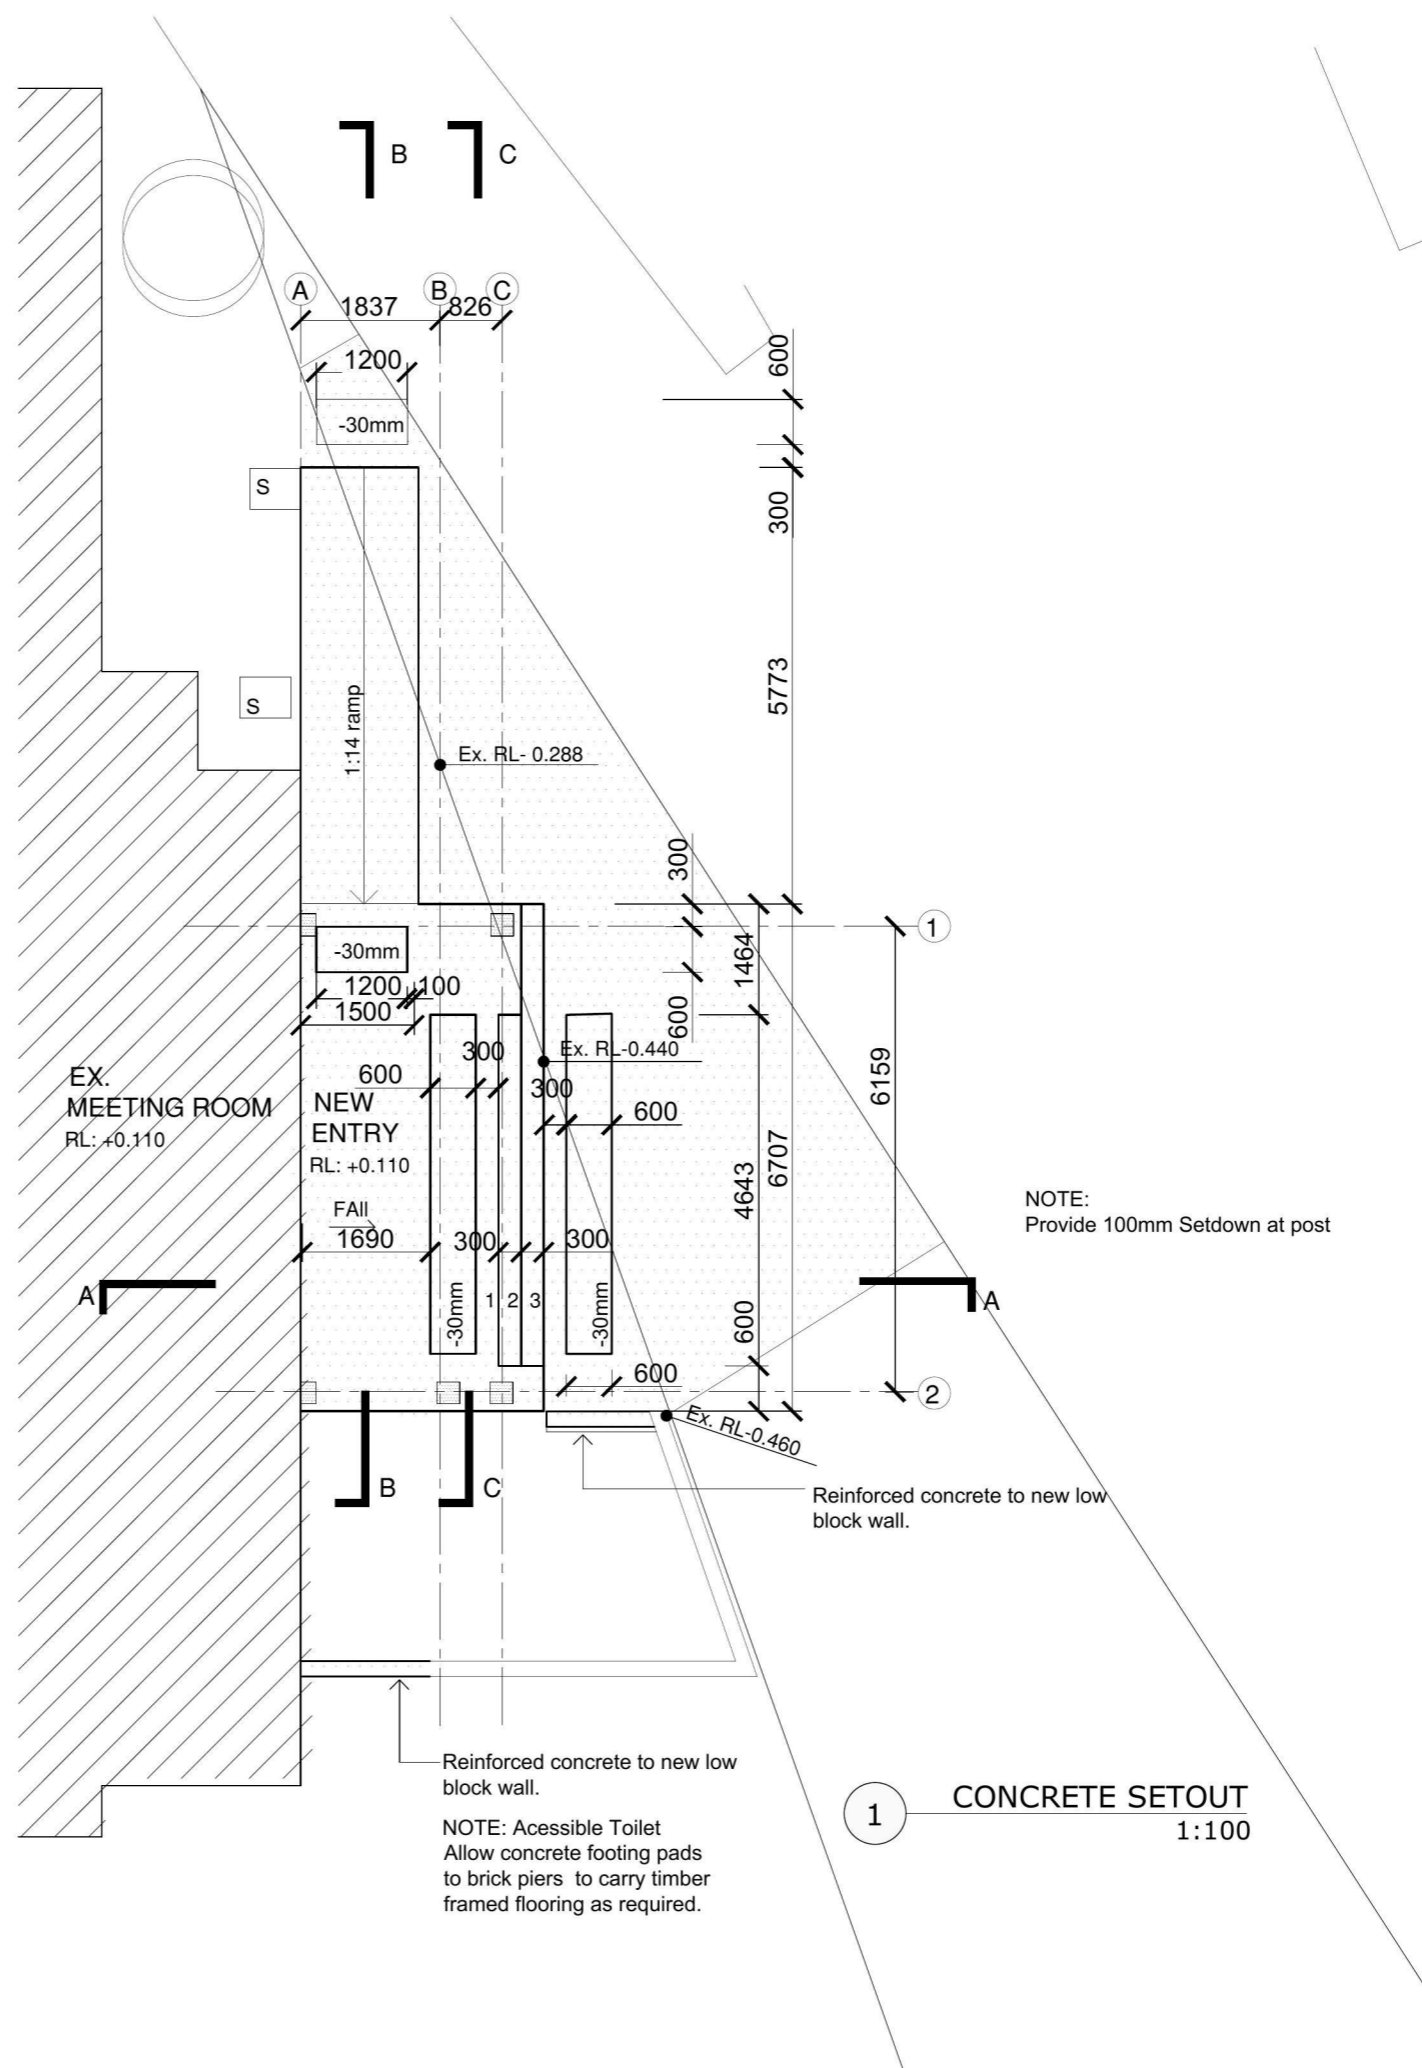 B
C
A
B
C
1837
826
1200
600
-30mm
S
300
5773
S
1:14 ramp
Ex. RL- 0.288
300
1
-30mm
1464
1200
100
1500
600
300
Ex. RL-0.440
6159
EX.
MEETING ROOM
RL: +0.110
600
NEW
ENTRY
RL: +0.110
300
600
6707
4643
NOTE:
Provide 100mm Setdown at post
FAll
1690
300
300
A
-30mm
1
2
3
-30mm
600
A
600
2
Ex. RL-0.460
B
C
Reinforced concrete to new low
block wall.
Reinforced concrete to new low
block wall.
NOTE: Acessible Toilet
Allow concrete footing pads
to brick piers to carry timber
framed flooring as required.
1
CONCRETE SETOUT
1:100